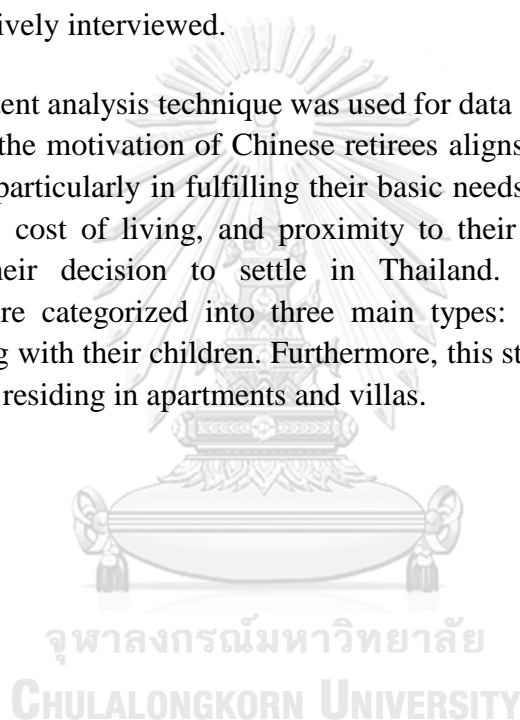 ively interviewed.
ent analysis technique was used for data
the motivation of Chinese retirees aligns
particularly in fulfilling their basic needs
cost of living, and proximity to their
heir decision to settle in Thailand.
re categorized into three main types:
g with their children. Furthermore, this st
residing in apartments and villas.
จุฬาลงกรณ์มหาวิทยาลัย
CHULALONGKORN UNIVERSITY